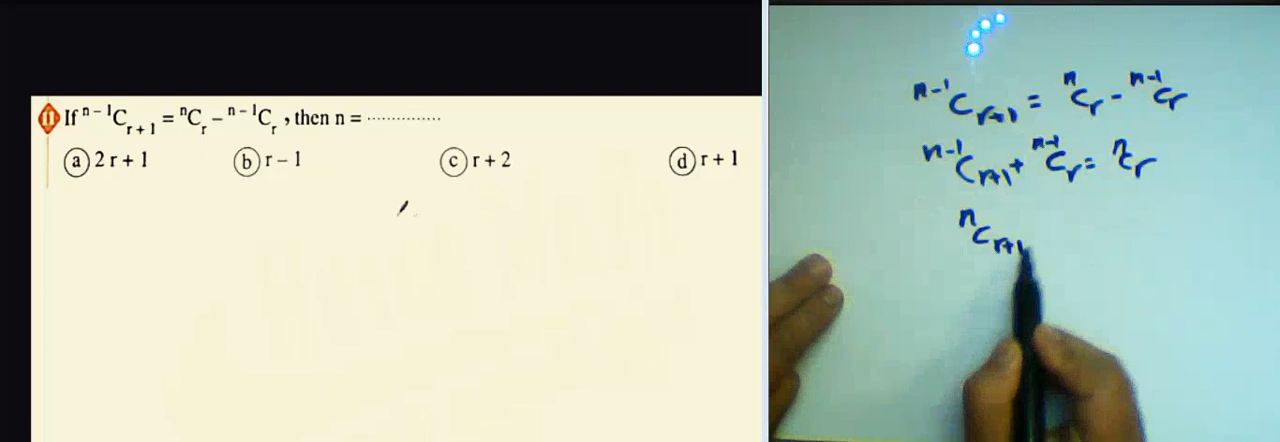 11 If ⁿ⁻¹Cᵣ₊₁ = ⁿCᵣ − ⁿ⁻¹Cᵣ , then n = ...............
a 2 r + 1 b r − 1 c r + 2 d r + 1
ⁿ⁻¹Cᵣ₊₁ = ⁿCᵣ - ⁿ⁻¹Cᵣ
ⁿ⁻¹Cᵣ₊₁ + ⁿ⁻¹Cᵣ = ⁿCᵣ
ⁿCᵣ₊₁